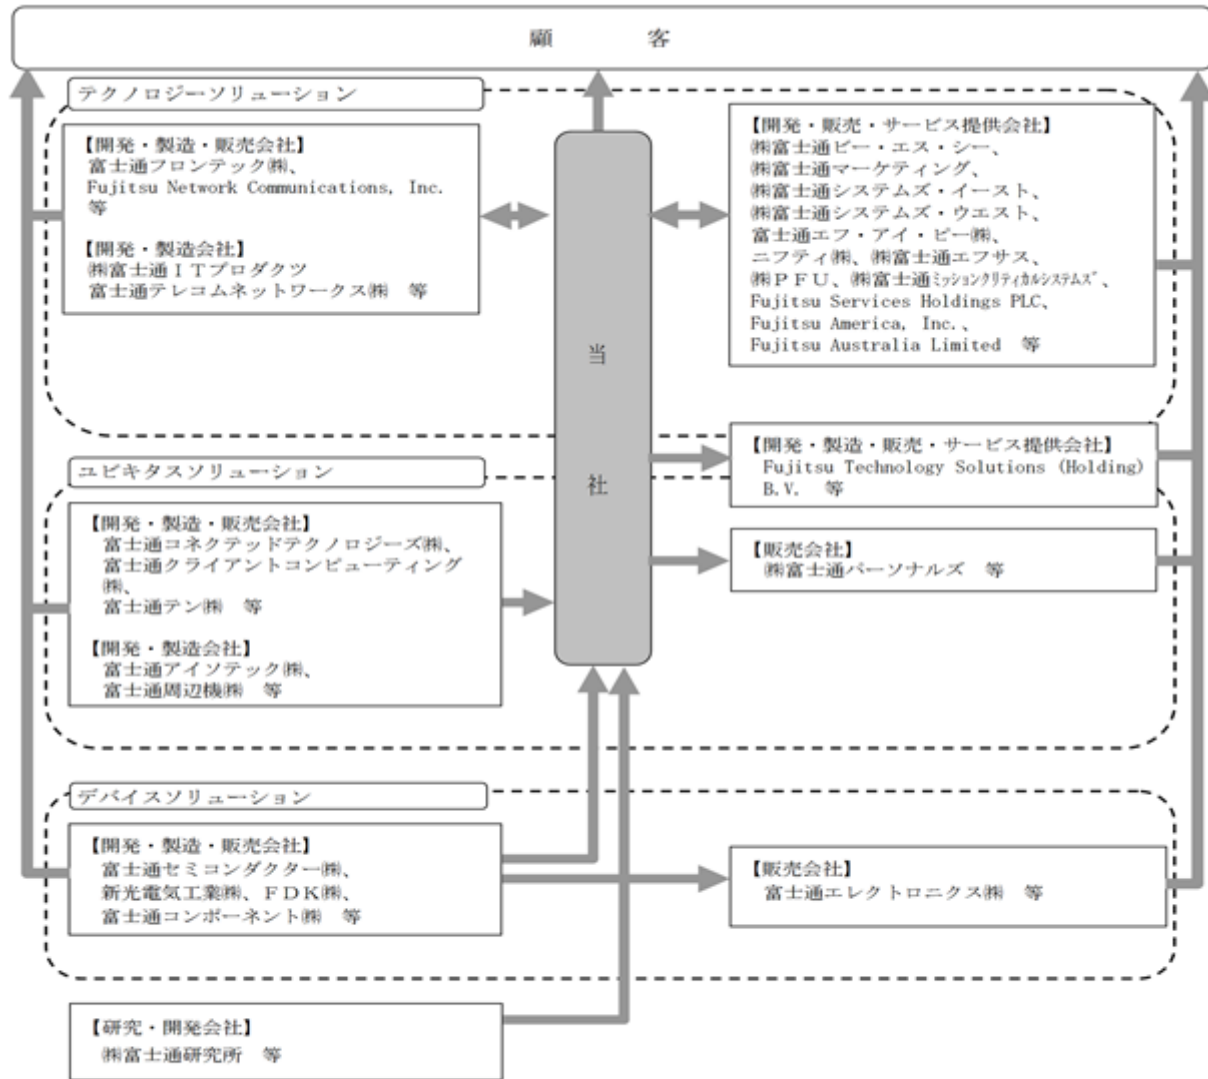 顧　　　客
テクノロジーソリューション
【開発・製造・販売会社】
富士通フロンテック㈱、
Fujitsu Network Communications, Inc.
等
【開発・製造会社】
㈱富士通ＩＴプロダクツ
富士通テレコムネットワークス㈱　等
【開発・販売・サービス提供会社】
㈱富士通ビー・エス・シー、
㈱富士通マーケティング、
㈱富士通システムズ・イースト、
㈱富士通システムズ・ウエスト、
富士通エフ・アイ・ピー㈱、
ニフティ㈱、㈱富士通エフサス、
㈱ＰＦＵ、㈱富士通ﾐｯｼｮﾝｸﾘﾃｨｶﾙｼｽﾃﾑｽﾞ、
Fujitsu Services Holdings PLC,
Fujitsu America, Inc.、
Fujitsu Australia Limited　等
当
社
【開発・製造・販売・サービス提供会社】
Fujitsu Technology Solutions (Holding)
B.V.　等
ユビキタスソリューション
【開発・製造・販売会社】
富士通コネクテッドテクノロジーズ㈱、
富士通クライアントコンピューティング
㈱、
富士通テン㈱　等
【開発・製造会社】
富士通アイソテック㈱、
富士通周辺機㈱　等
【販売会社】
㈱富士通パーソナルズ　等
デバイスソリューション
【開発・製造・販売会社】
富士通セミコンダクター㈱、
新光電気工業㈱、ＦＤＫ㈱、
富士通コンポーネント㈱　等
【販売会社】
富士通エレクトロニクス㈱　等
【研究・開発会社】
㈱富士通研究所　等